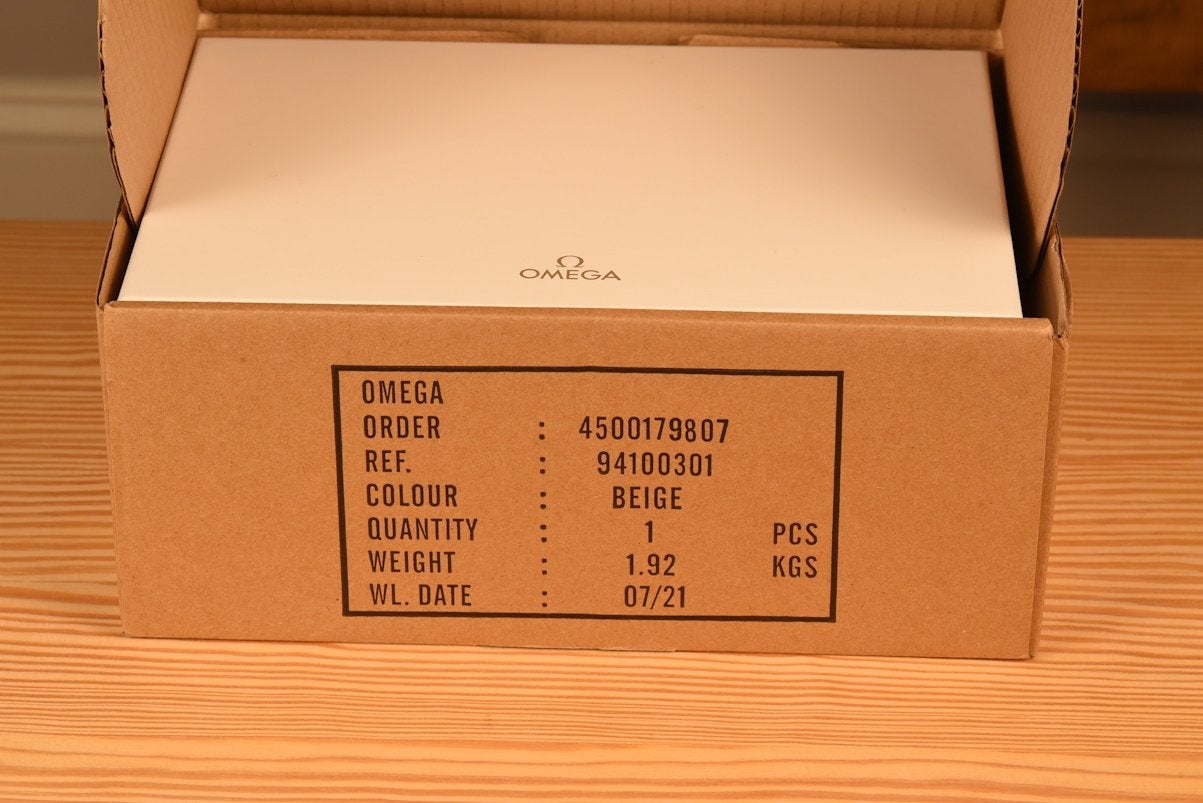 Ω
OMEGA
OMEGA
ORDER : 4500179807
REF. : 94100301
COLOUR : BEIGE
QUANTITY : 1 PCS
WEIGHT : 1.92 KGS
WL. DATE : 07/21